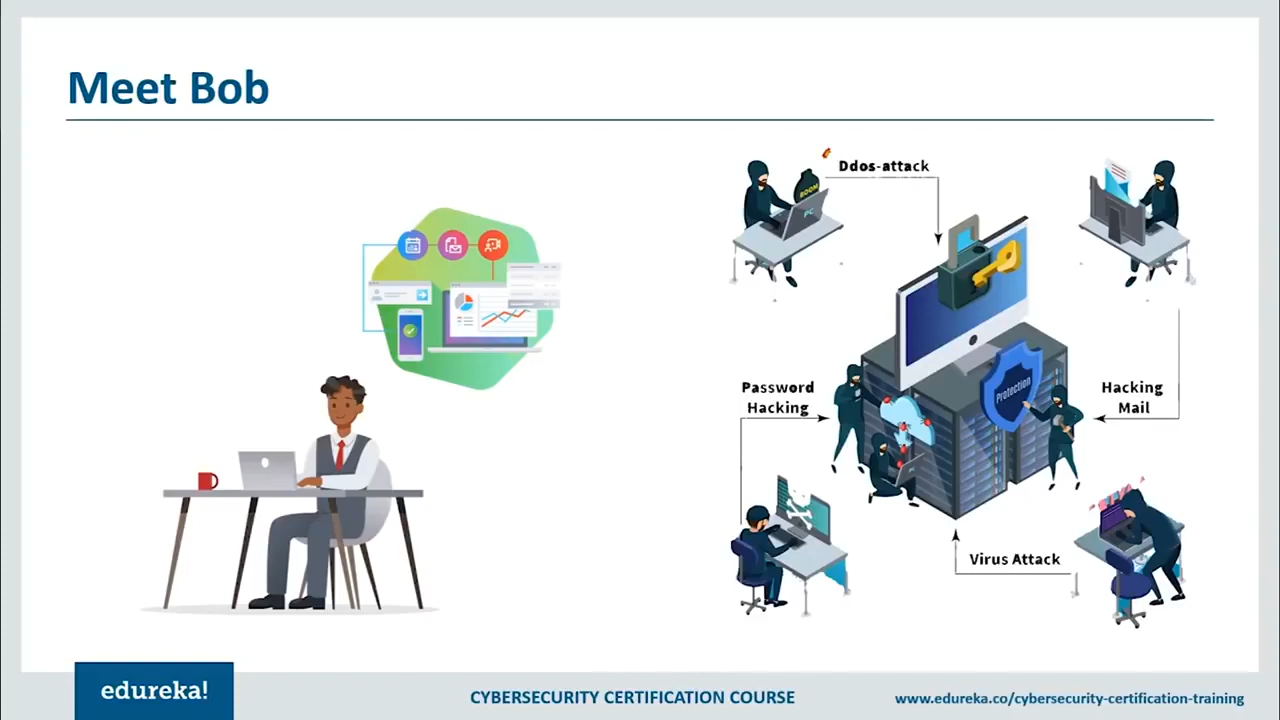 Meet Bob
Ddos-attack
BOOM
PC
Password
Hacking
Protection
Hacking
Mail
Virus Attack
edureka!
CYBERSECURITY CERTIFICATION COURSE
www.edureka.co/cybersecurity-certification-training